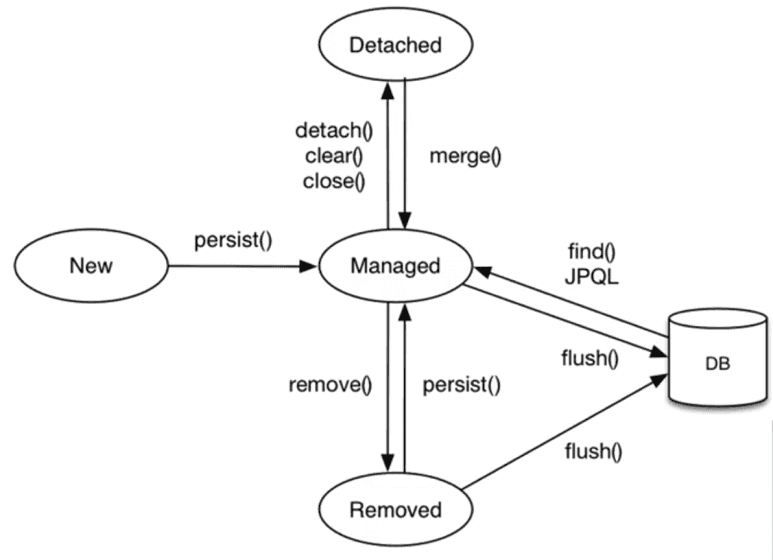 Detached
detach()
clear()
close()
merge()
persist()
New
Managed
find()
JPQL
flush()
DB
remove()
persist()
flush()
Removed